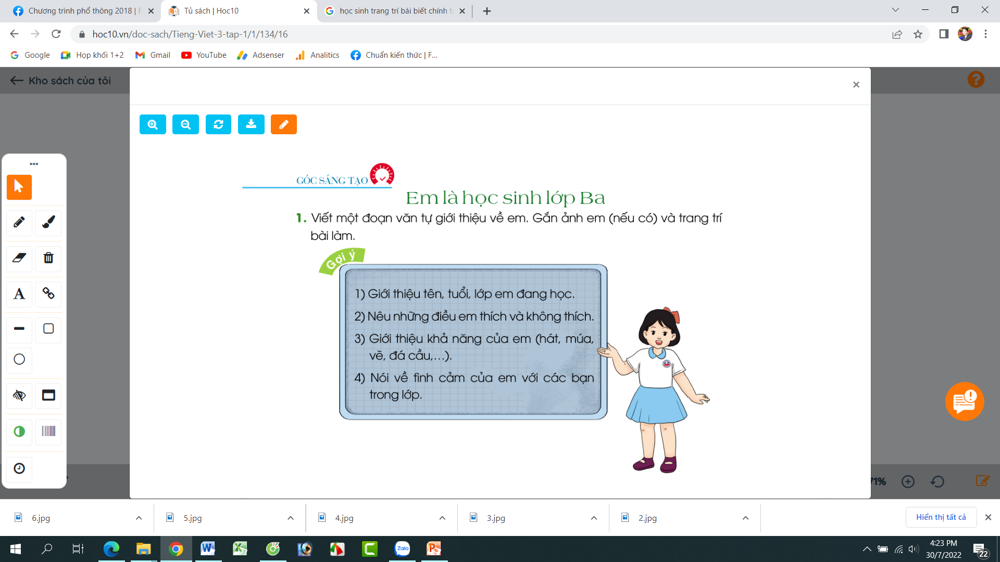 Chương trình phổ thông 2018 | F
Tủ sách | Hoc10
học sinh trang trí bài biết chính t
hoc10.vn/doc-sach/Tieng-Viet-3-tap-1/1/134/16
Google
Họp khối 1+2
Gmail
YouTube
Adsenser
Analitics
Chuẩn kiến thức | F...
Kho sách của tôi
GÓC SÁNG TẠO
Em là học sinh lớp Ba
1. Viết một đoạn văn tự giới thiệu về em. Gắn ảnh em (nếu có) và trang trí
bài làm.
Gợi ý
1) Giới thiệu tên, tuổi, lớp em đang học.
2) Nêu những điều em thích và không thích.
3) Giới thiệu khả năng của em (hát, múa,
vẽ, đá cầu,...).
4) Nói về tình cảm của em với các bạn
trong lớp.
71%
6.jpg
5.jpg
4.jpg
3.jpg
2.jpg
Hiển thị tất cả
Zalo
4:23 PM
30/7/2022
22